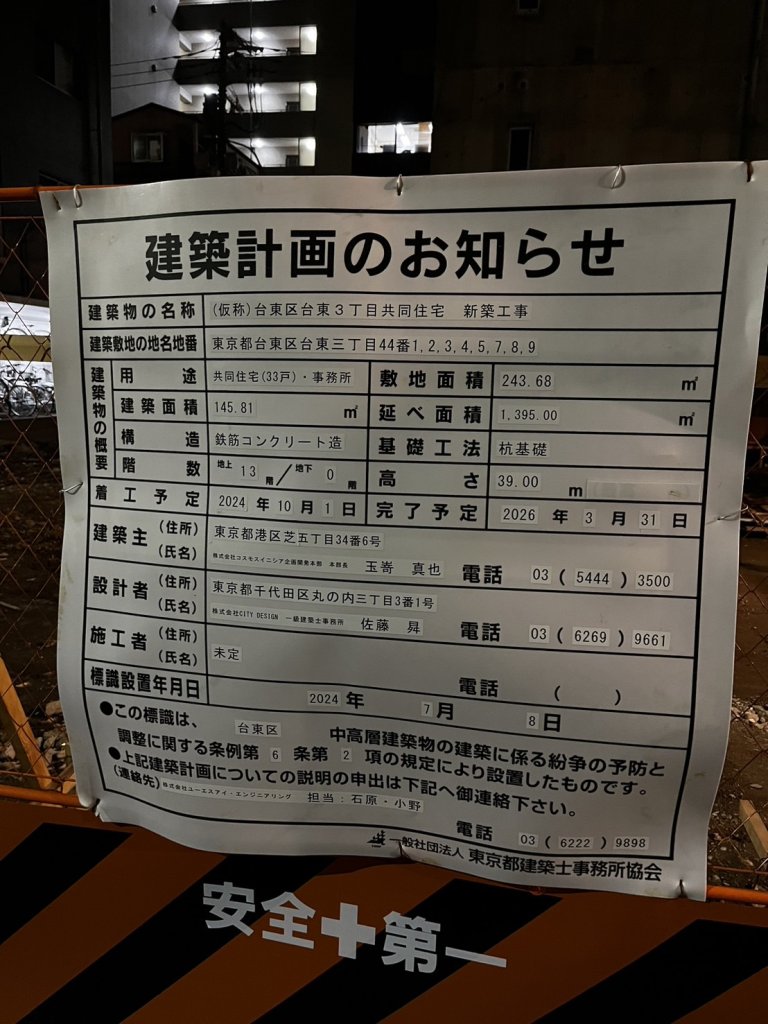 建築計画のお知らせ
建築物の名称 (仮称)台東区台東3丁目共同住宅 新築工事
建築敷地の地名地番 東京都台東区台東三丁目44番1,2,3,4,5,7,8,9
建築物の概要
用途 共同住宅(33戸)・事務所 敷地面積 243.68 ㎡
建築面積 145.81 ㎡ 延べ面積 1,395.00 ㎡
構造 鉄筋コンクリート造 基礎工法 杭基礎
階数 地上 13 階/地下 0 階 高さ 39.00 m
着工予定 2024 年 10 月 1 日 完了予定 2026 年 3 月 31 日
建築主 (住所) 東京都港区芝五丁目34番6号
(氏名) 株式会社コスモスイニシア企画開発本部 本部長 玉嵜 真也 電話 03 ( 5444 ) 3500
設計者 (住所) 東京都千代田区丸の内三丁目3番1号
(氏名) 株式会社CITY DESIGN 一級建築士事務所 佐藤 昇 電話 03 ( 6269 ) 9661
施工者 (住所)
(氏名) 未定 電話 ( )
標識設置年月日 2024 年 7 月 8 日
●この標識は、 台東区 中高層建築物の建築に係る紛争の予防と
調整に関する条例第 6 条第 2 項の規定により設置したものです。
●上記建築計画についての説明の申出は下記へ御連絡下さい。
(連絡先) 株式会社ユーエスアイ・エンジニアリング 担当:石原・小野
電話 03 ( 6222 ) 9898
一般社団法人 東京都建築士事務所協会
安全✚第一